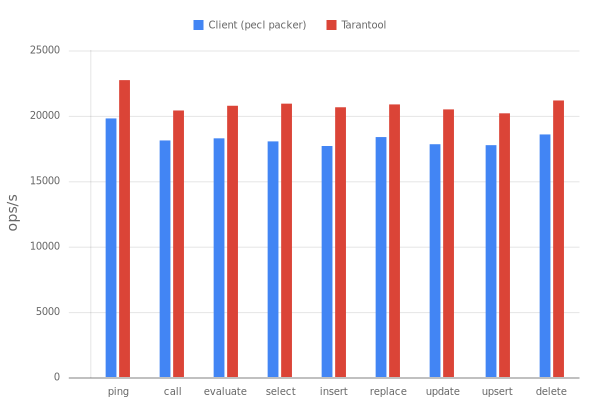 Client (pecl packer) Tarantool
25000
20000
15000
10000
5000
0
ops/s
ping call evaluate select insert replace update upsert delete